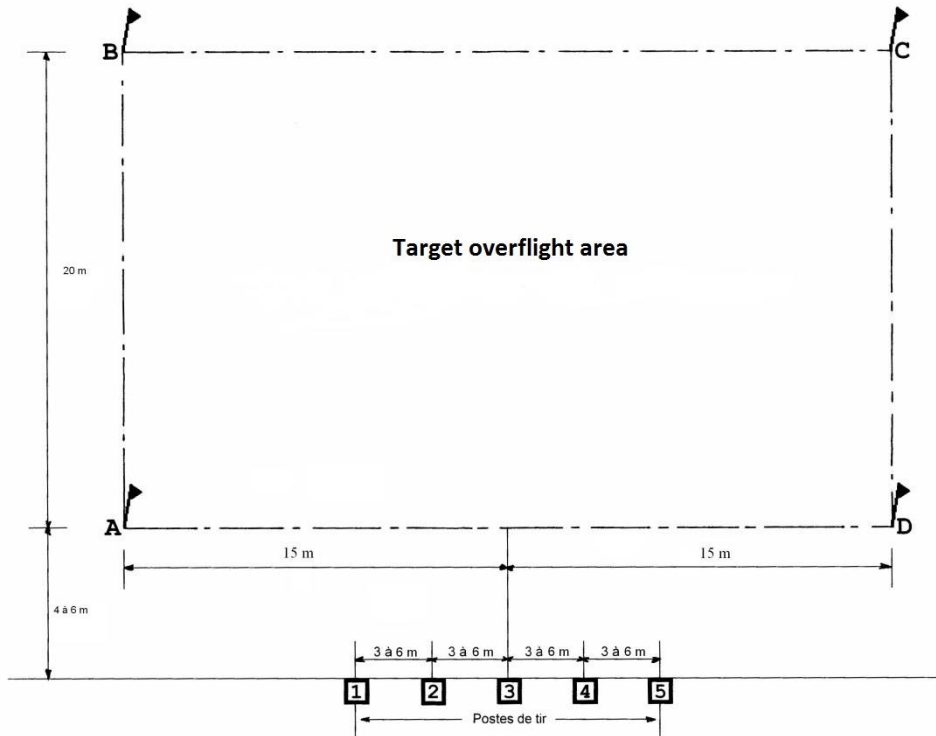 B
C
20 m
Target overflight area
A
D
15 m
15 m
4 à 6 m
3 à 6 m
3 à 6 m
3 à 6 m
3 à 6 m
1
2
3
4
5
Postes de tir